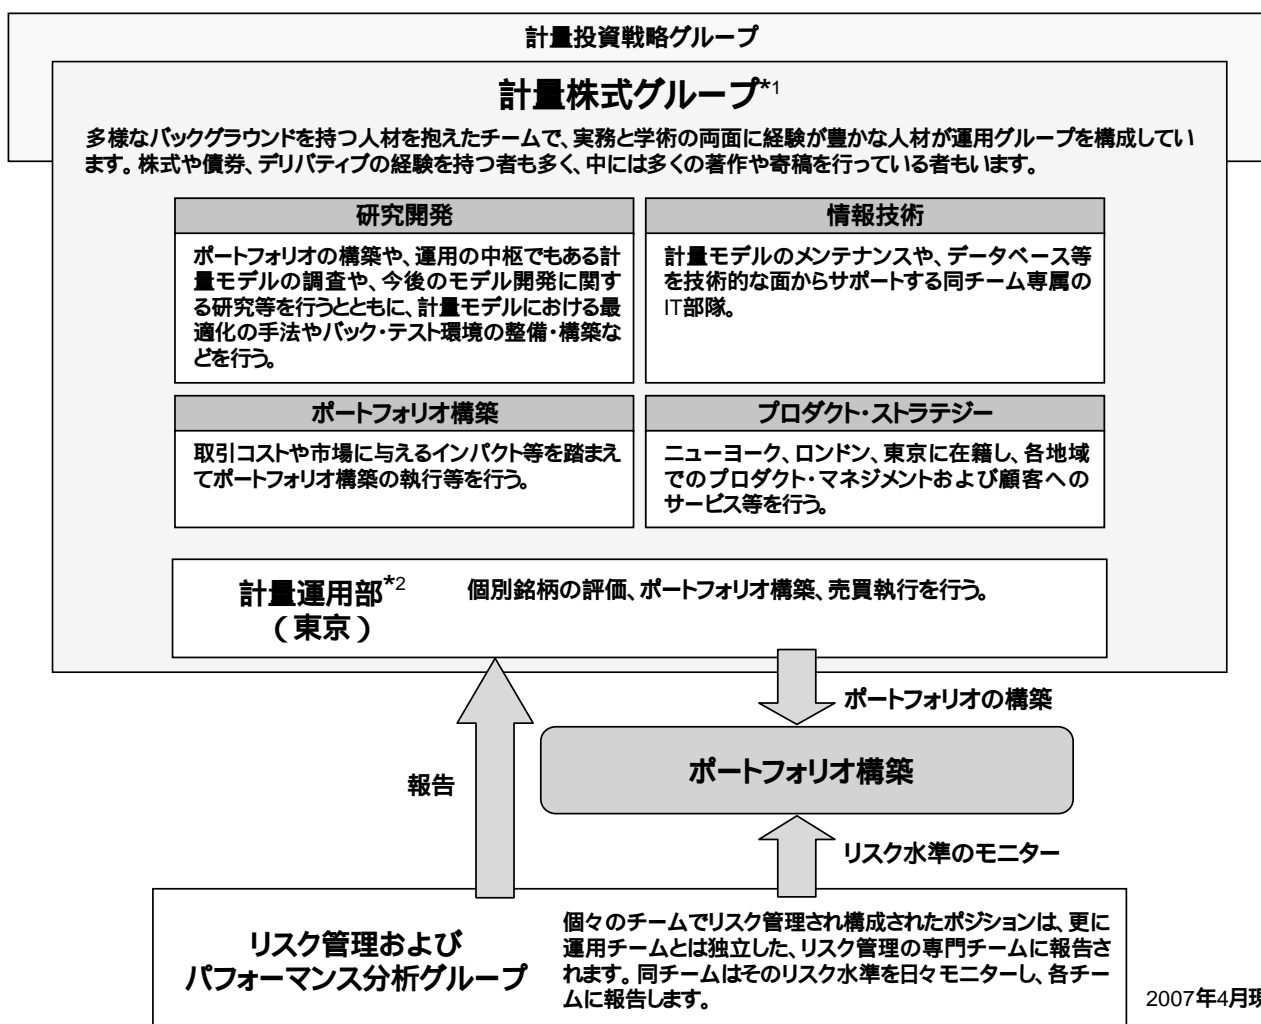 計量投資戦略グループ
計量株式グループ*1
多様なバックグラウンドを持つ人材を抱えたチームで、実務と学術の両面に経験が豊かな人材が運用グループを構成してい
ます。株式や債券、デリバティブの経験を持つ者も多く、中には多くの著作や寄稿を行っている者もいます。
研究開発
ポートフォリオの構築や、運用の中枢でもある計
量モデルの調査や、今後のモデル開発に関す
る研究等を行うとともに、計量モデルにおける最
適化の手法やバック・テスト環境の整備・構築な
どを行う。
情報技術
計量モデルのメンテナンスや、データベース等
を技術的な面からサポートする同チーム専属の
IT部隊。
ポートフォリオ構築
取引コストや市場に与えるインパクト等を踏まえ
てポートフォリオ構築の執行等を行う。
プロダクト・ストラテジー
ニューヨーク、ロンドン、東京に在籍し、各地域
でのプロダクト・マネジメントおよび顧客への
サービス等を行う。
計量運用部*2
(東京)
個別銘柄の評価、ポートフォリオ構築、売買執行を行う。
ポートフォリオの構築
ポートフォリオ構築
報告
リスク水準のモニター
リスク管理および
パフォーマンス分析グループ
個々のチームでリスク管理され構成されたポジションは、更に
運用チームとは独立した、リスク管理の専門チームに報告さ
れます。同チームはそのリスク水準を日々モニターし、各チー
ムに報告します。
2007年4月現